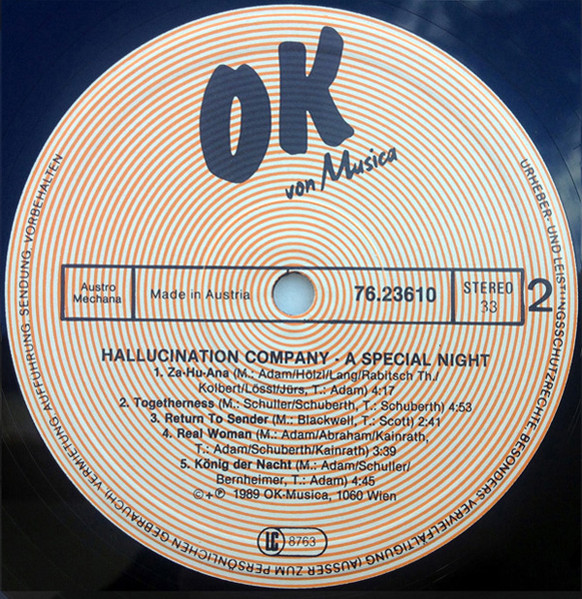 OK
von Musica
URHEBER- UND LEISTUNGSSCHUTZRECHTE, BESONDERS VERVIELFÄLTIGUNG (AUSSER ZUM PERSÖNLICHEN GEBRAUCH) VERMIETUNG AUFFÜHRUNG SENDUNG VORBEHALTEN
Austro
Mechana
Made in Austria
76.23610
STEREO
33
2
HALLUCINATION COMPANY · A SPECIAL NIGHT
1. Za-Hu-Ana (M.: Adam/Hölzl/Lang/Rabitsch Th./
Kolbert/Lössl/Jürs, T.: Adam) 4:17
2. Togetherness (M.: Schuller/Schuberth, T.: Schuberth) 4:53
3. Return To Sender (M.: Blackwell, T.: Scott) 2:41
4. Real Woman (M.: Adam/Abraham/Kainrath,
T.: Adam/Schuberth/Kainrath) 3:39
5. König der Nacht (M.: Adam/Schuller/
Bernheimer, T.: Adam) 4:45
©+℗ 1989 OK-Musica, 1060 Wien
LC 8763